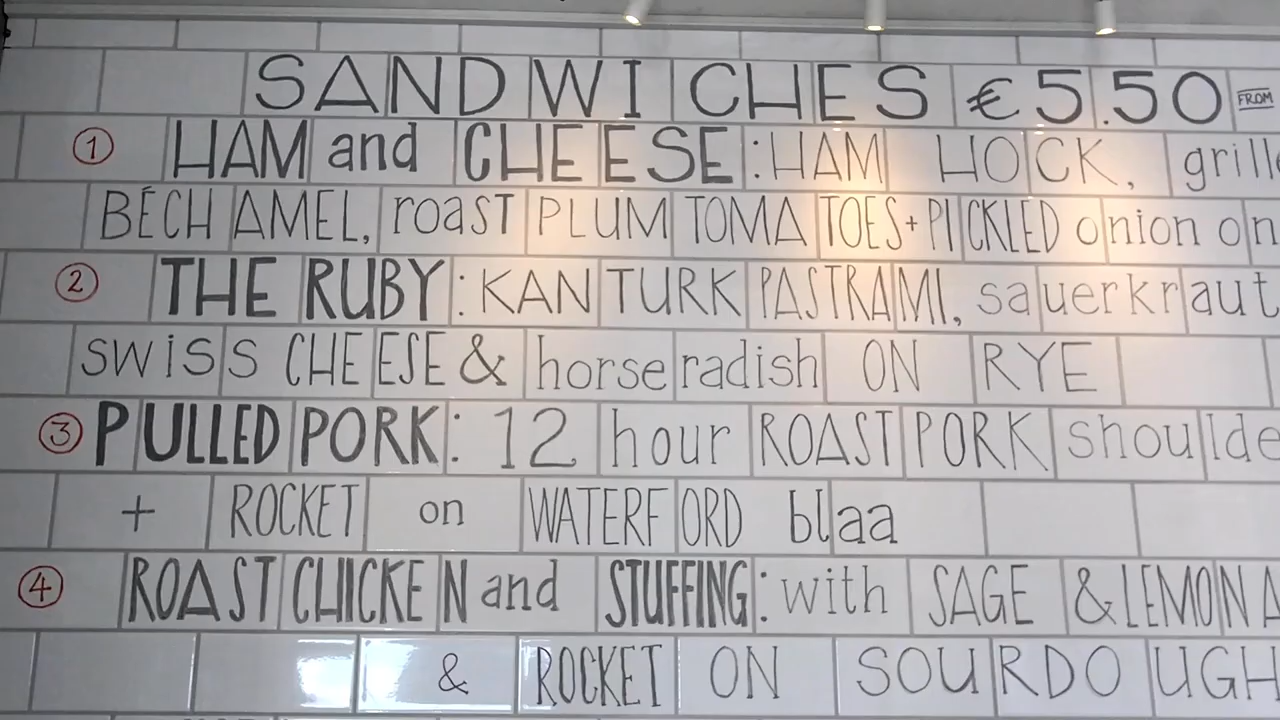 SANDWICHES €5.50 FROM
1 HAM and CHEESE: HAM HOCK,
BÉCHAMEL, roast PLUM TOMATOES + PICKLED onion on
2 THE RUBY: KANTURK PASTRAMI, sauerkraut
SWISS CHEESE & horseradish ON RYE
3 PULLED PORK: 12 hour ROAST PORK
+ ROCKET on WATERFORD blaa
4 ROAST CHICKEN and STUFFING: with SAGE & LEMON
& ROCKET ON SOURDOUGH